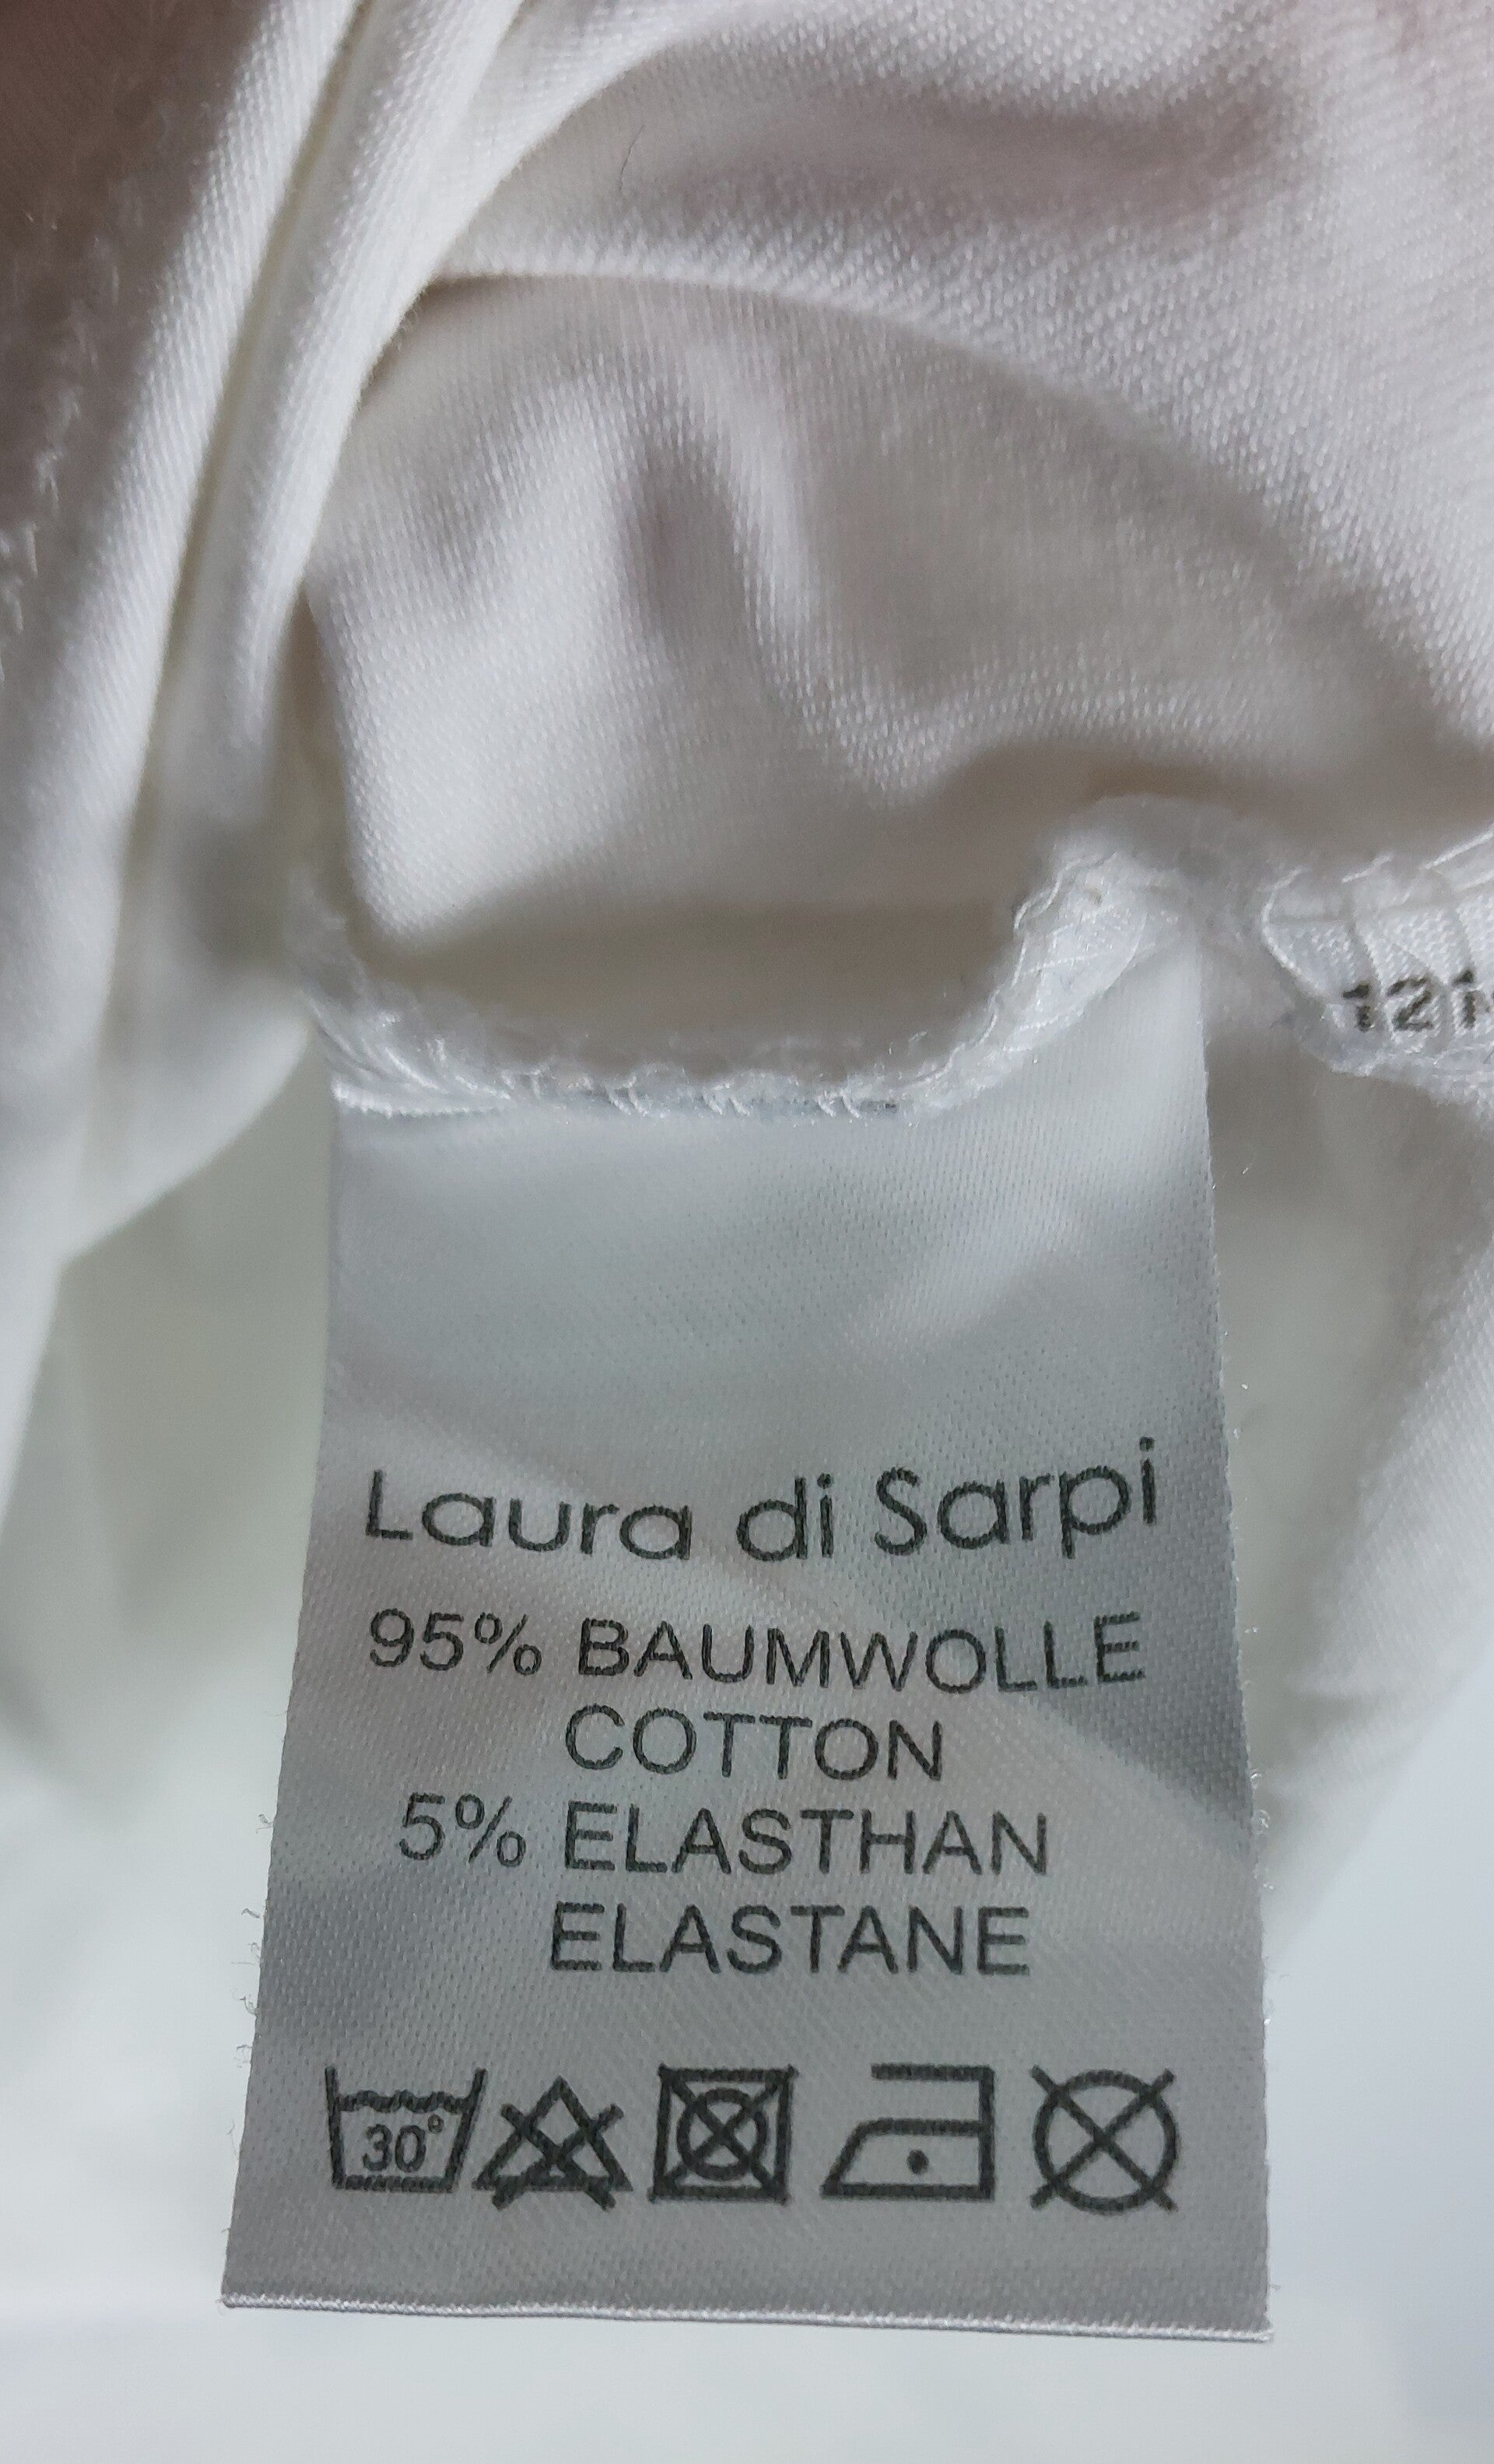 Laura di Sarpi
95% BAUMWOLLE
COTTON
5% ELASTHAN
ELASTANE
30°